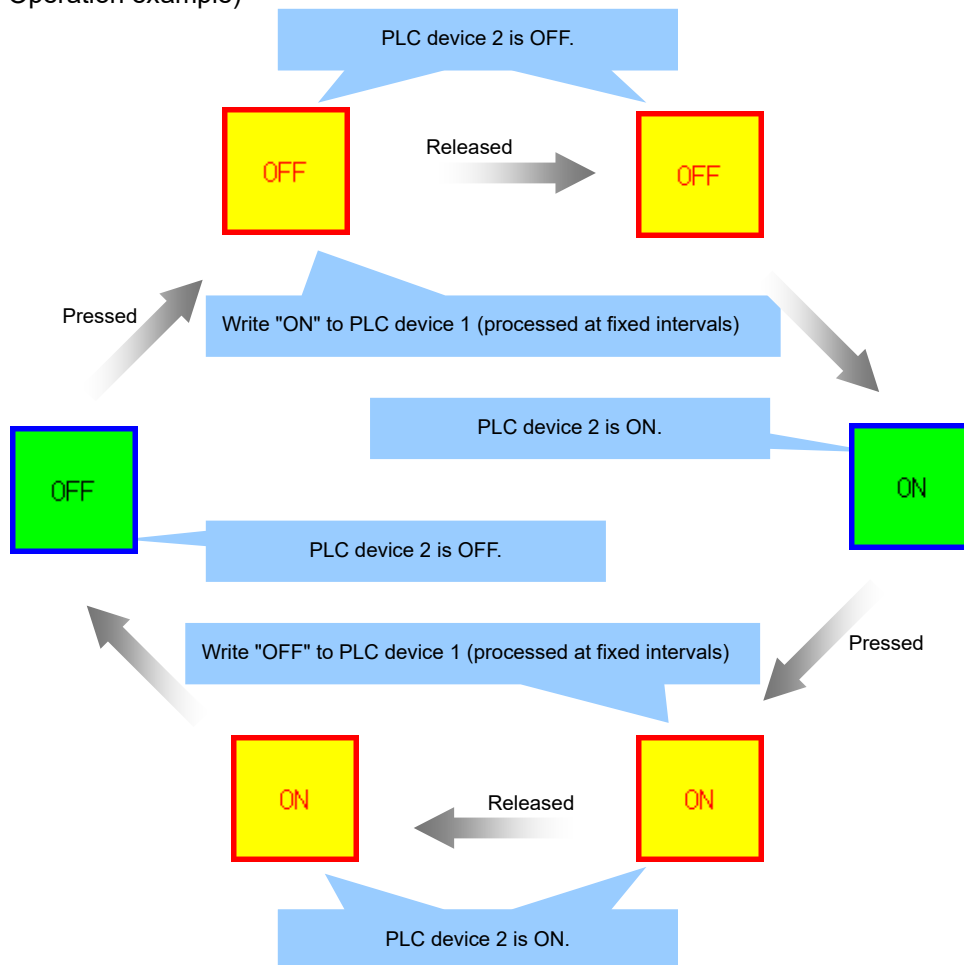 Operation example)
PLC device 2 is OFF.
OFF
Released
OFF
Pressed
Write "ON" to PLC device 1 (processed at fixed intervals)
PLC device 2 is ON.
OFF
ON
PLC device 2 is OFF.
Write "OFF" to PLC device 1 (processed at fixed intervals)
Pressed
ON
Released
ON
PLC device 2 is ON.